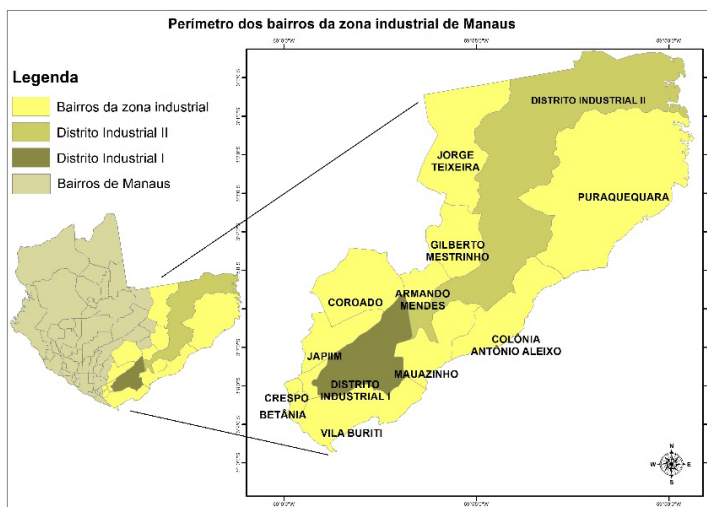 Perímetro dos bairros da zona industrial de Manaus
Legenda
Bairros da zona industrial
Distrito Industrial II
Distrito Industrial I
Bairros de Manaus
DISTRITO INDUSTRIAL II
JORGE
TEIXEIRA
PURAQUEQUARA
GILBERTO
MESTRINHO
ARMANDO
MENDES
COROADO
COLÔNIA
ANTÔNIO ALEIXO
JAPIIM
MAUAZINHO
DISTRITO
INDUSTRIAL I
CRESPO
BETÂNIA
VILA BURITI
N
W
E
S